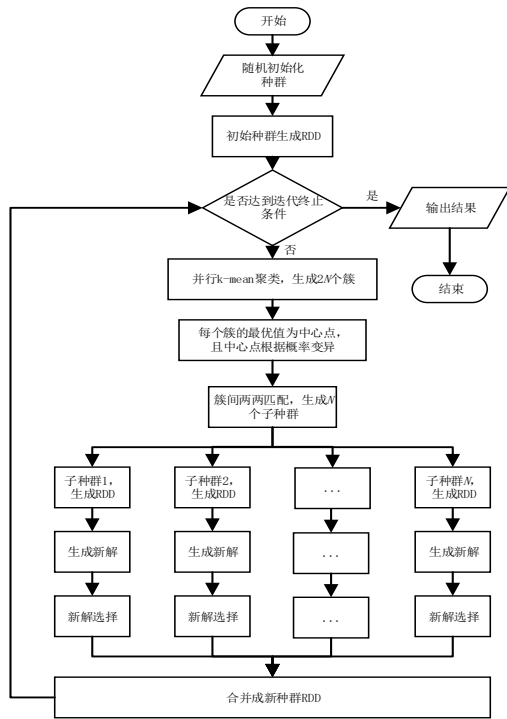 开始
随机初始化
种群
初始种群生成RDD
是否达到迭代终止
条件
是
输出结果
结束
否
并行k-mean聚类，生成2N个簇
每个簇的最优值为中心点，
且中心点根据概率变异
簇间两两匹配，生成N
个子种群
子种群1，
生成RDD
子种群2，
生成RDD
...
子种群N，
生成RDD
生成新解
生成新解
...
生成新解
新解选择
新解选择
...
新解选择
合并成新种群RDD